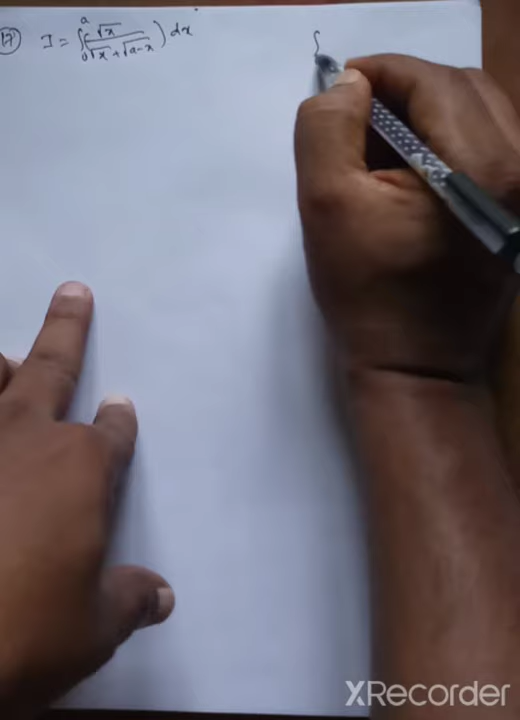 17 I = ∫₀ᵃ (√x / (√x + √(a-x))) dx
∫
XRecorder